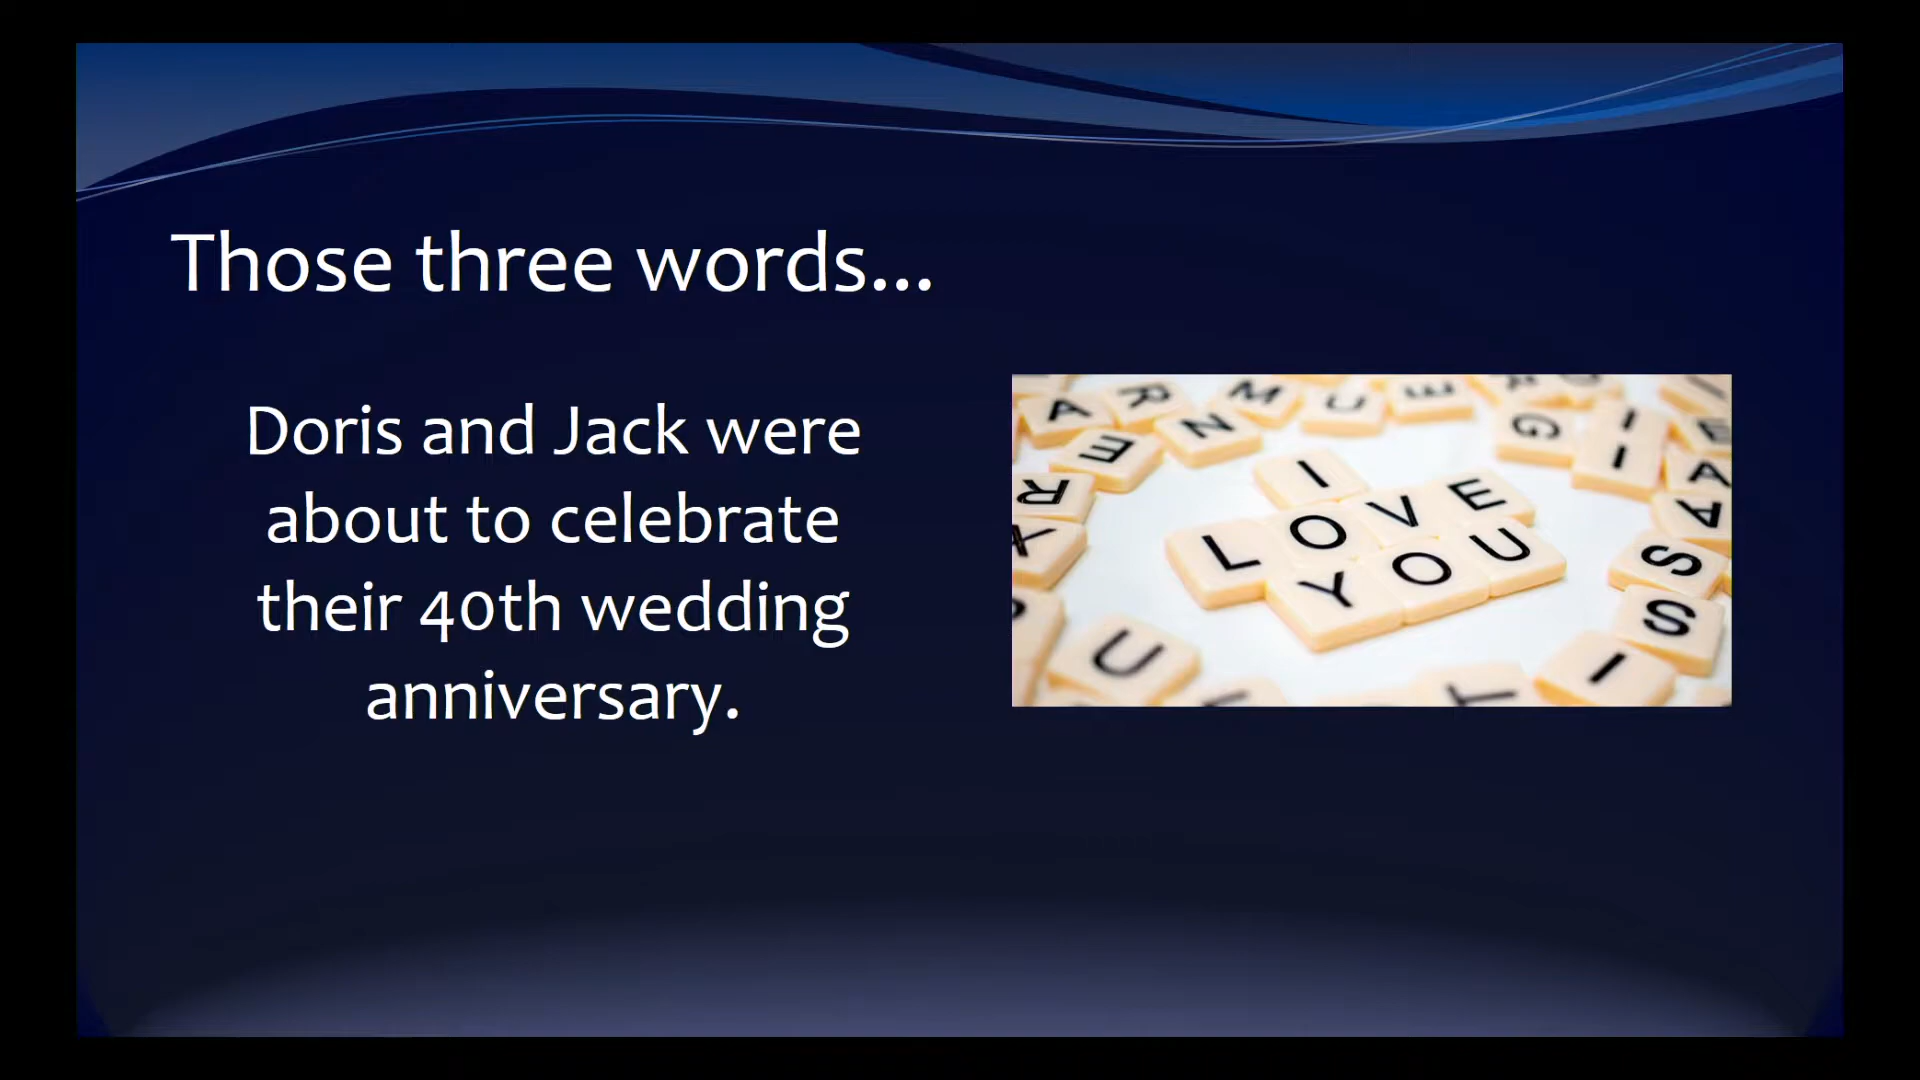 Those three words...
Doris and Jack were
about to celebrate
their 40th wedding
anniversary.
I
LOVE
YOU
A
R
N
M
U
E
G
I
I
E
R
X
U
A
S
S
I